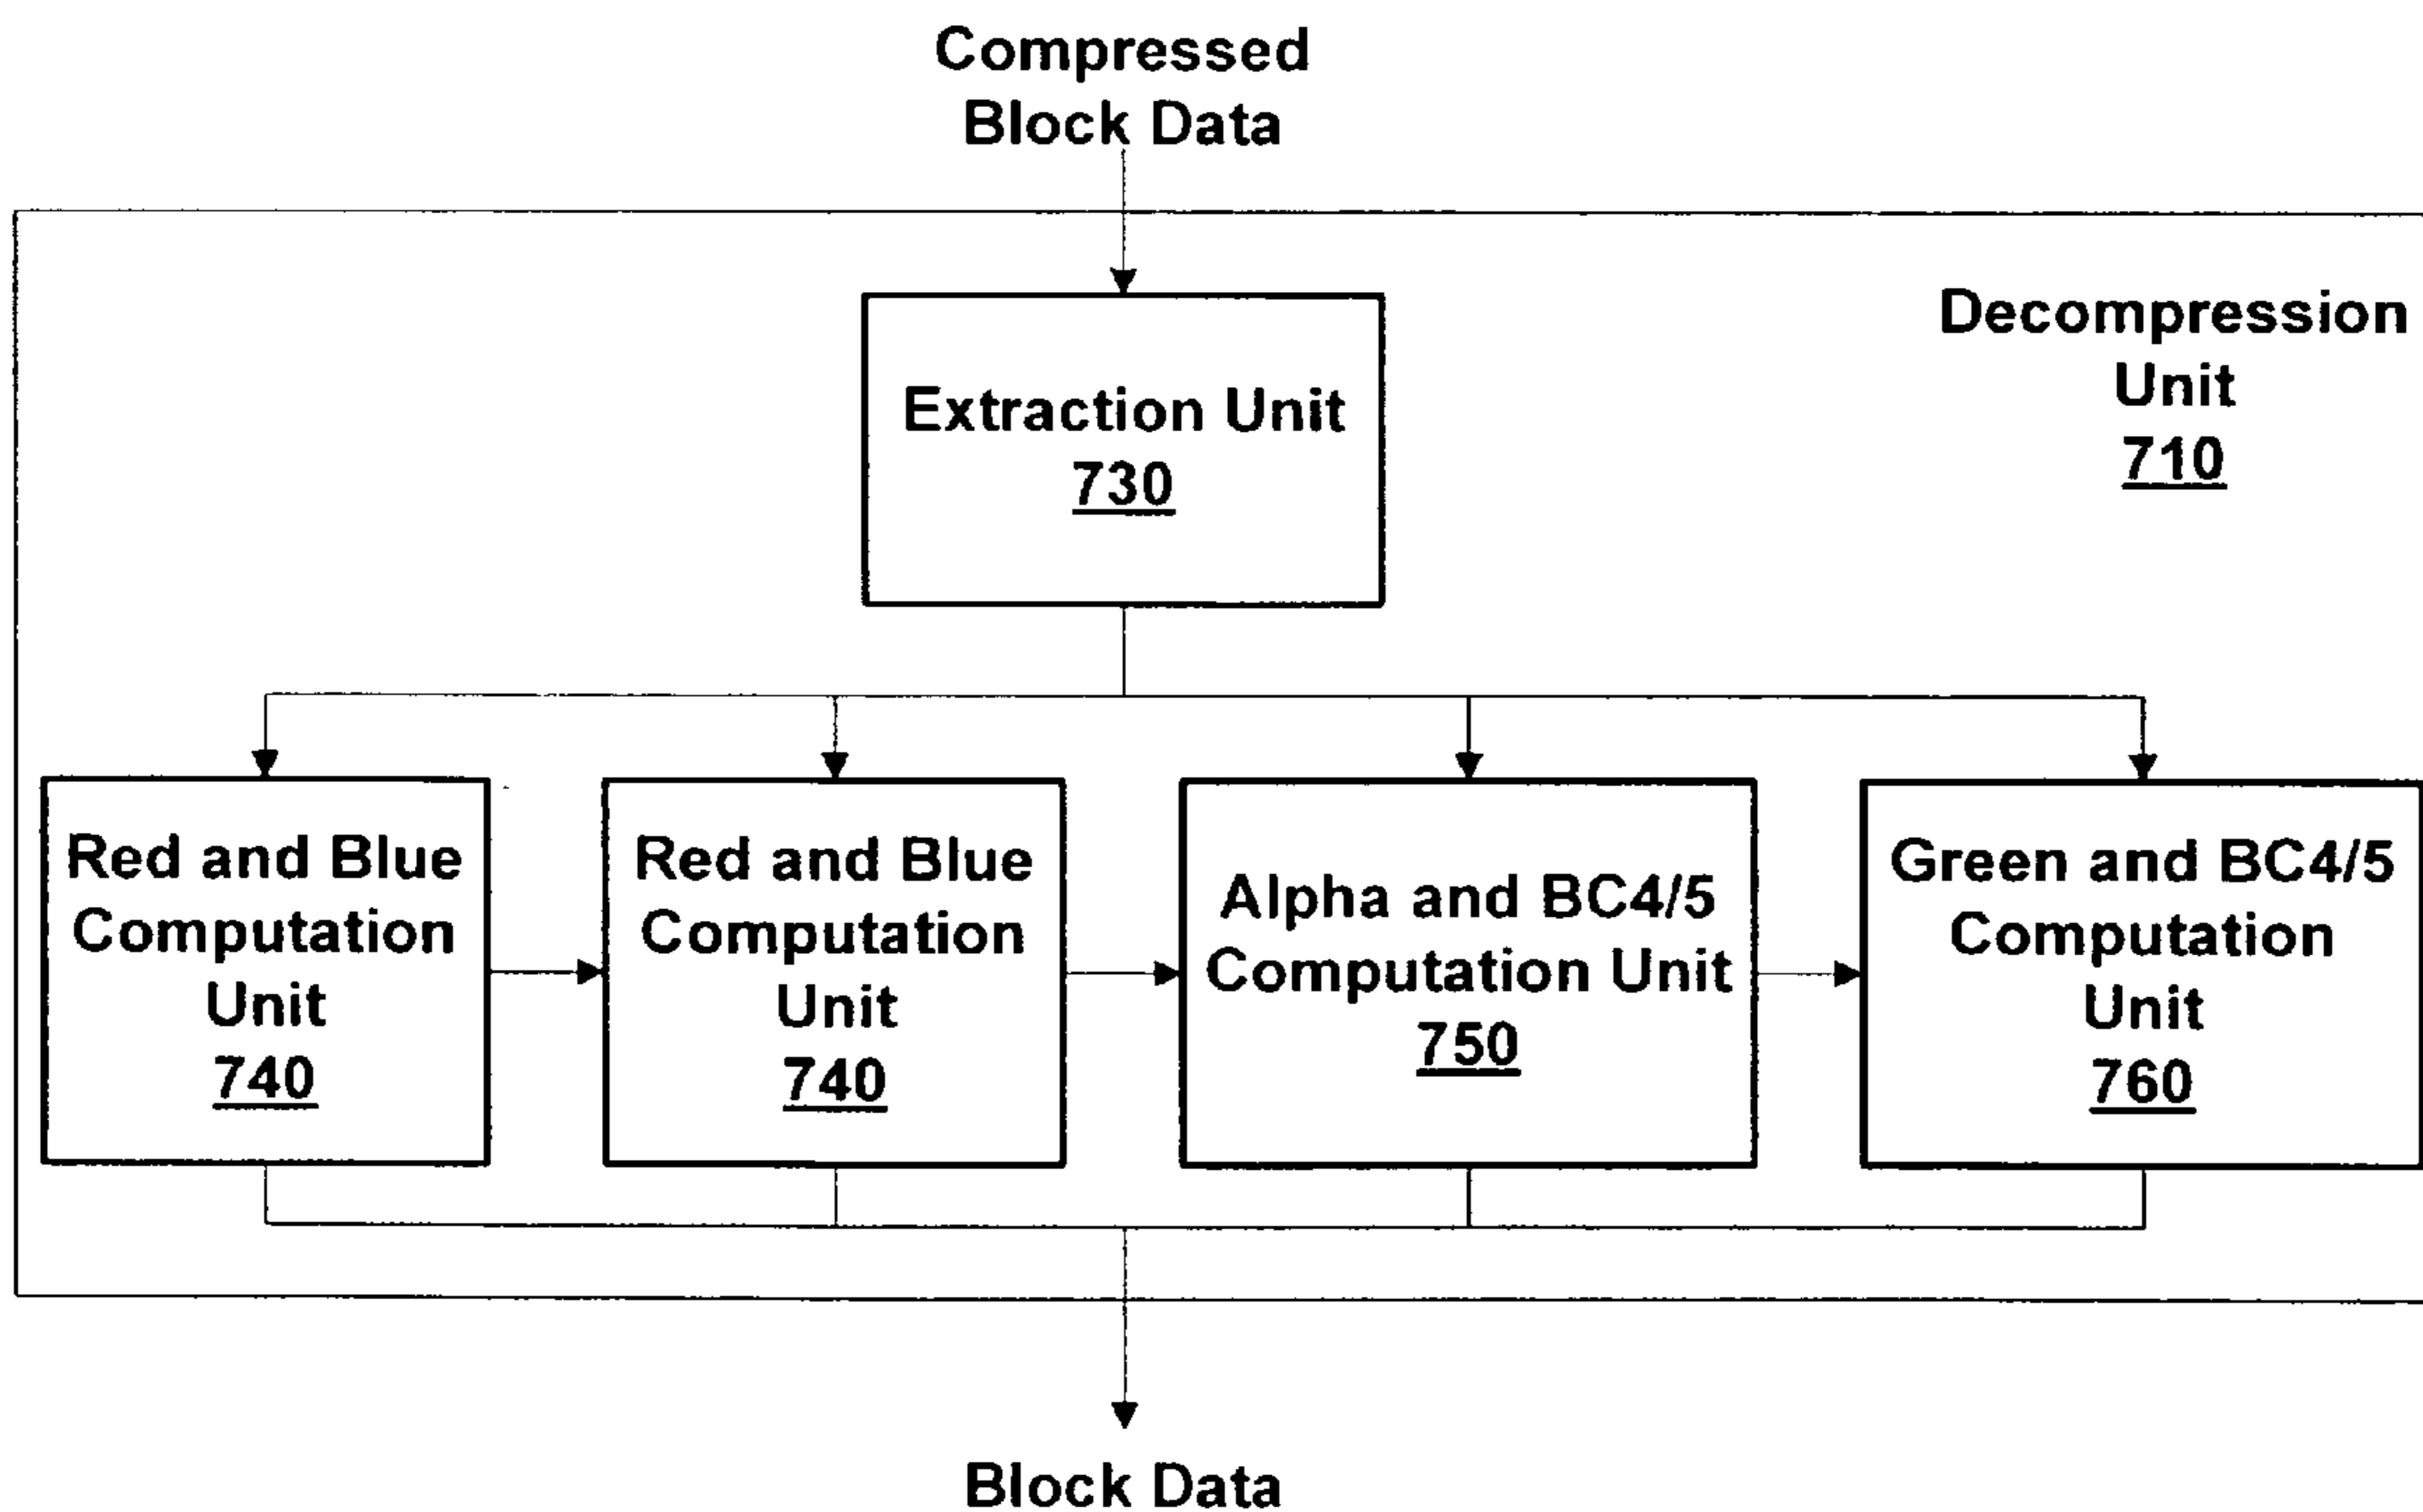 Compressed
Block Data
Decompression
Unit
710
Extraction Unit
730
Red and Blue
Computation
Unit
740
Red and Blue
Computation
Unit
740
Alpha and BC4/5
Computation Unit
750
Green and BC4/5
Computation
Unit
760
Block Data